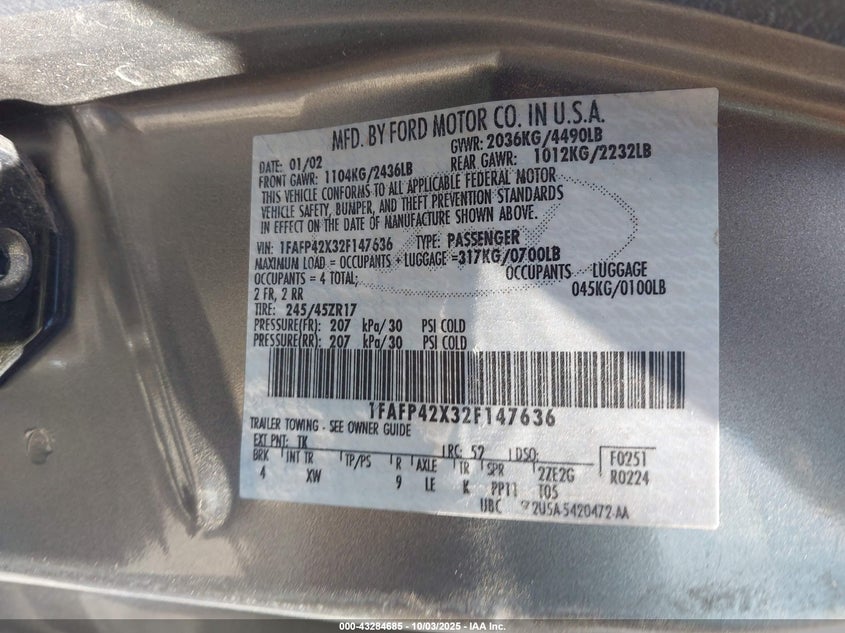 MFD. BY FORD MOTOR CO. IN U.S.A.
DATE: 01/02 GVWR: 2036KG/4490LB
FRONT GAWR: 1104KG/2436LB REAR GAWR: 1012KG/2232LB
THIS VEHICLE CONFORMS TO ALL APPLICABLE FEDERAL MOTOR
VEHICLE SAFETY, BUMPER, AND THEFT PREVENTION STANDARDS
IN EFFECT ON THE DATE OF MANUFACTURE SHOWN ABOVE.
VIN: 1FAFP42X32F147636 TYPE: PASSENGER
MAXIMUM LOAD = OCCUPANTS + LUGGAGE =317KG/0700LB
OCCUPANTS = 4 TOTAL; OCCUPANTS LUGGAGE
2 FR, 2 RR 045KG/0100LB
TIRE: 245/45ZR17
PRESSURE(FR): 207 kPa/30 PSI COLD
PRESSURE(RR): 207 kPa/30 PSI COLD
1FAFP42X32F147636
TRAILER TOWING - SEE OWNER GUIDE
EXT PNT: TK RC: 52 DSO: F0251
BRK INT TR TP/PS R AXLE TR SPR 2ZE2G R0224
4 XW 9 LE K PP11 T05
UBC 2U5A-5420472-AA
000-43284685 - 10/03/2025 - IAA Inc.